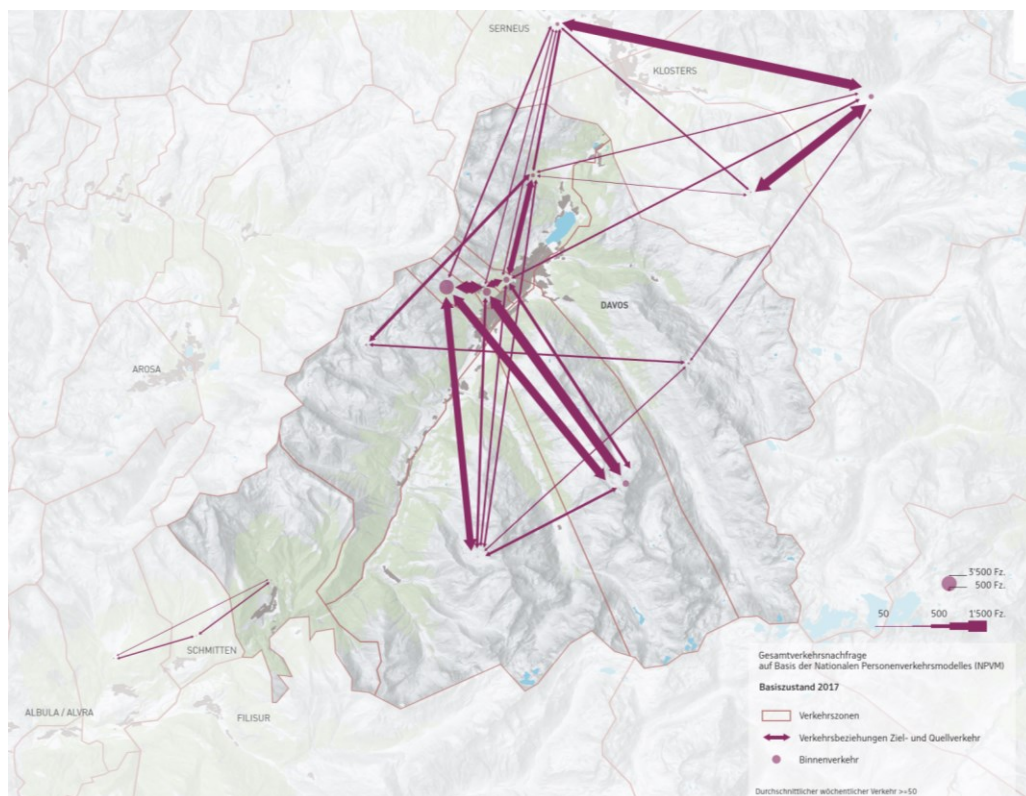 SERNEUS
KLOSTERS
DAVOS
AROSA
SCHMITTEN
ALBULA / ALVRA
FILISUR
3'500 Fz.
500 Fz.
50 500 1'500 Fz.
Gesamtverkehrsnachfrage
auf Basis der Nationalen Personenverkehrsmodelles (NPVM)
Basiszustand 2017
Verkehrszonen
Verkehrsbeziehungen Ziel- und Quellverkehr
Binnenverkehr
Durchschnittlicher wöchentlicher Verkehr >=50